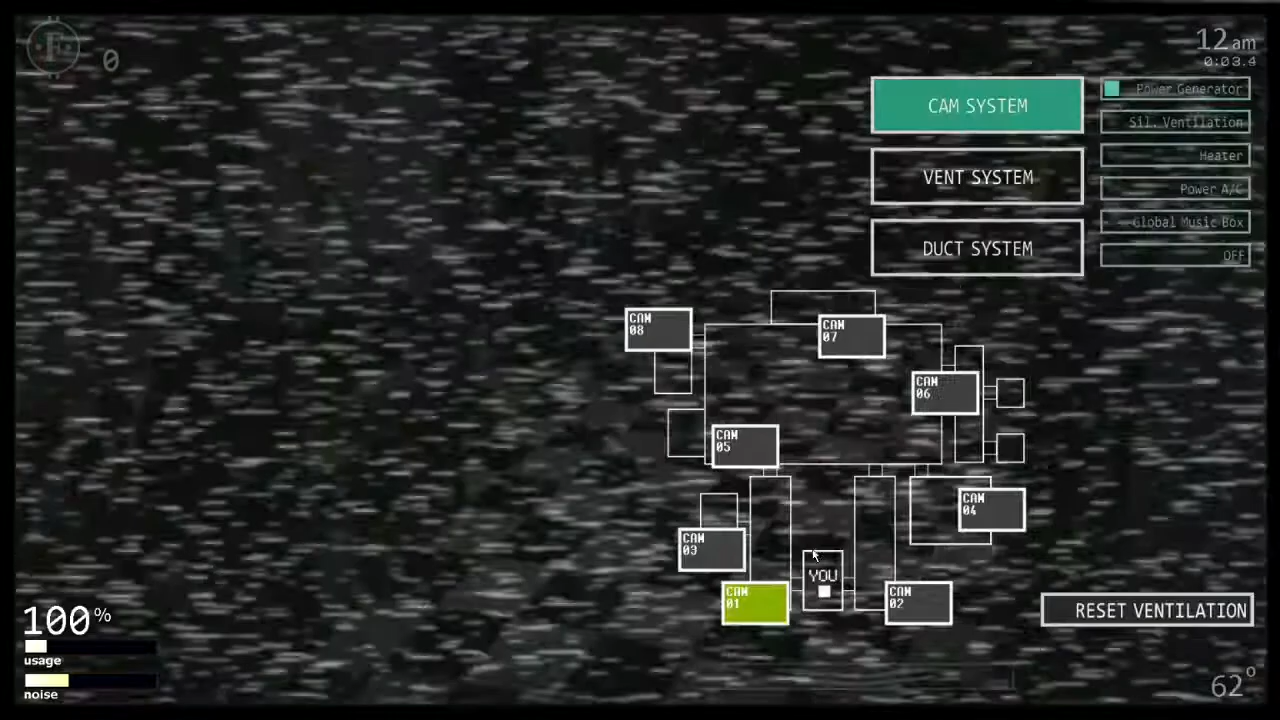 F 0
12 am
0:03.4
CAM SYSTEM
VENT SYSTEM
DUCT SYSTEM
Power Generator
Sil. Ventilation
Heater
Power A/C
Global Music Box
OFF
CAM
08
CAM
07
CAM
06
CAM
05
CAM
04
CAM
03
YOU
CAM
01
CAM
02
RESET VENTILATION
100%
usage
noise
62°